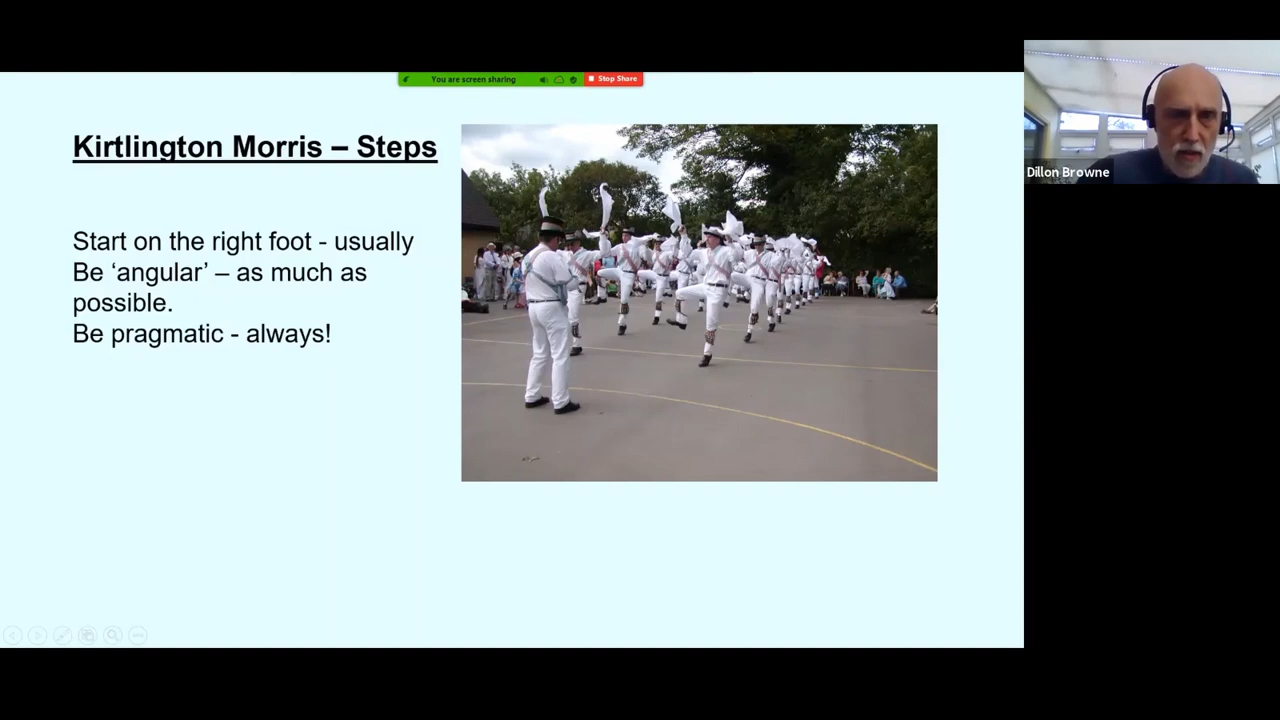 You are screen sharing
Stop Share
Kirtlington Morris – Steps
Start on the right foot - usually
Be ‘angular’ – as much as
possible.
Be pragmatic - always!
Dillon Browne